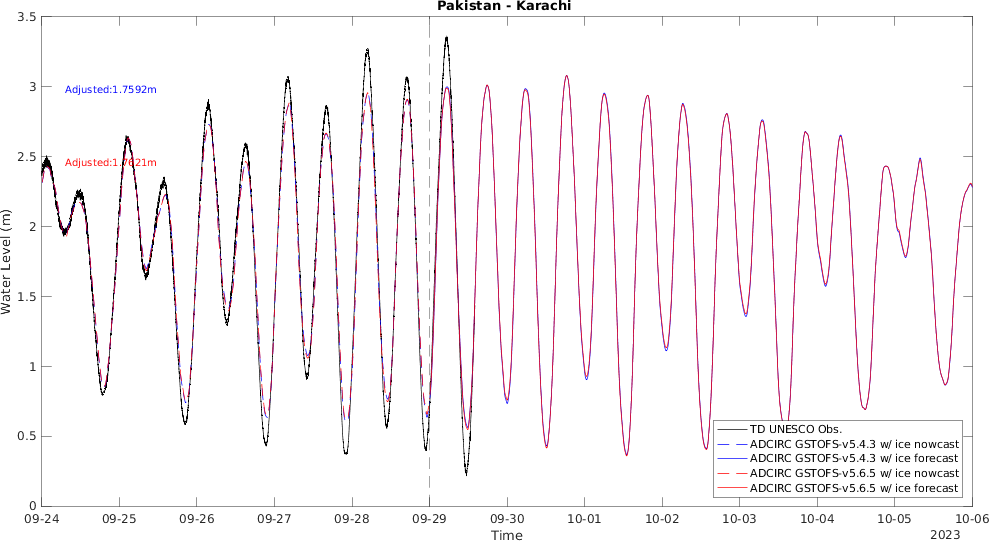 Pakistan - Karachi
3.5
3
2.5
2
1.5
1
0.5
0
Water Level (m)
Adjusted:1.7592m
Adjusted:1.7621m
TD UNESCO Obs.
ADCIRC GSTOFS-v5.4.3 w/ ice nowcast
ADCIRC GSTOFS-v5.4.3 w/ ice forecast
ADCIRC GSTOFS-v5.6.5 w/ ice nowcast
ADCIRC GSTOFS-v5.6.5 w/ ice forecast
09-24 09-25 09-26 09-27 09-28 09-29 09-30 10-01 10-02 10-03 10-04 10-05 10-06
Time
2023